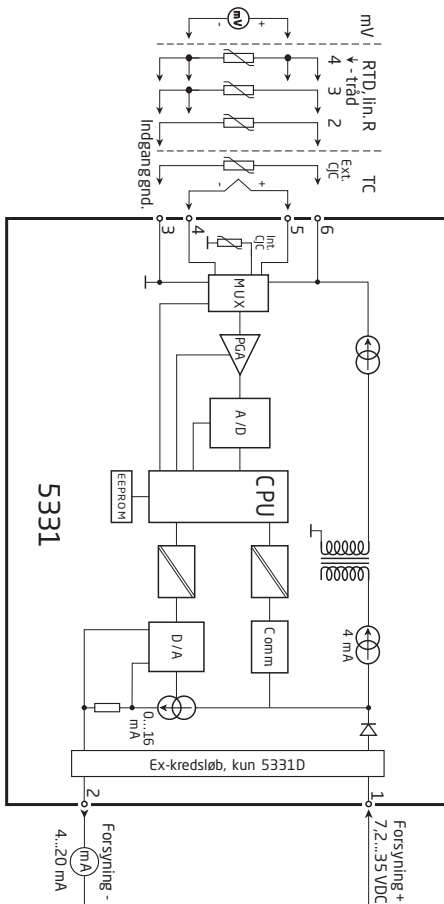 mV
-
mV
+
RTD, lin. R
- tråd
4
3
2
TC
Ext.
CJC
-
+
Indgang gnd.
3
4
5
6
Int.
CJC
MUX
PGA
A/D
CPU
EEPROM
5331
D/A
Comm
4 mA
0...16
mA
Ex-kredsløb, kun 5331D
2
1
Forsyning -
mA
4...20 mA
Forsyning +
7,2...35 VDC